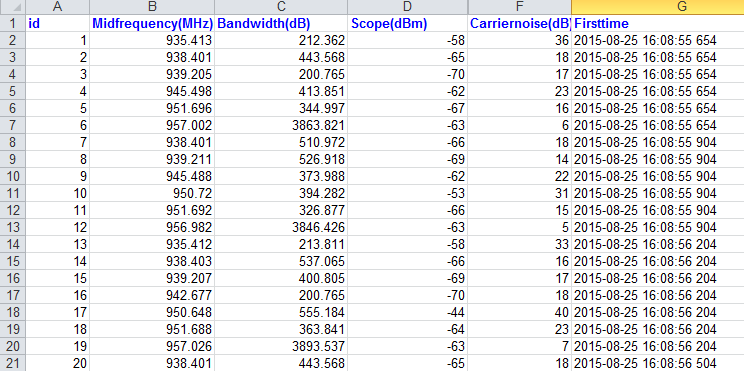 A B C D F G
1 id Midfrequency(MHz) Bandwidth(dB) Scope(dBm) Carriernoise(dB) Firsttime
2 1 935.413 212.362 -58 36 2015-08-25 16:08:55 654
3 2 938.401 443.568 -65 18 2015-08-25 16:08:55 654
4 3 939.205 200.765 -70 17 2015-08-25 16:08:55 654
5 4 945.498 413.851 -62 23 2015-08-25 16:08:55 654
6 5 951.696 344.997 -67 16 2015-08-25 16:08:55 654
7 6 957.002 3863.821 -63 6 2015-08-25 16:08:55 654
8 7 938.401 510.972 -66 18 2015-08-25 16:08:55 904
9 8 939.211 526.918 -69 14 2015-08-25 16:08:55 904
10 9 945.488 373.988 -62 22 2015-08-25 16:08:55 904
11 10 950.72 394.282 -53 31 2015-08-25 16:08:55 904
12 11 951.692 326.877 -66 15 2015-08-25 16:08:55 904
13 12 956.982 3846.426 -63 5 2015-08-25 16:08:55 904
14 13 935.412 213.811 -58 33 2015-08-25 16:08:56 204
15 14 938.403 537.065 -66 16 2015-08-25 16:08:56 204
16 15 939.207 400.805 -69 17 2015-08-25 16:08:56 204
17 16 942.677 200.765 -70 18 2015-08-25 16:08:56 204
18 17 950.648 555.184 -44 40 2015-08-25 16:08:56 204
19 18 951.688 363.841 -64 23 2015-08-25 16:08:56 204
20 19 957.026 3893.537 -63 7 2015-08-25 16:08:56 204
21 20 938.401 443.568 -65 18 2015-08-25 16:08:56 504